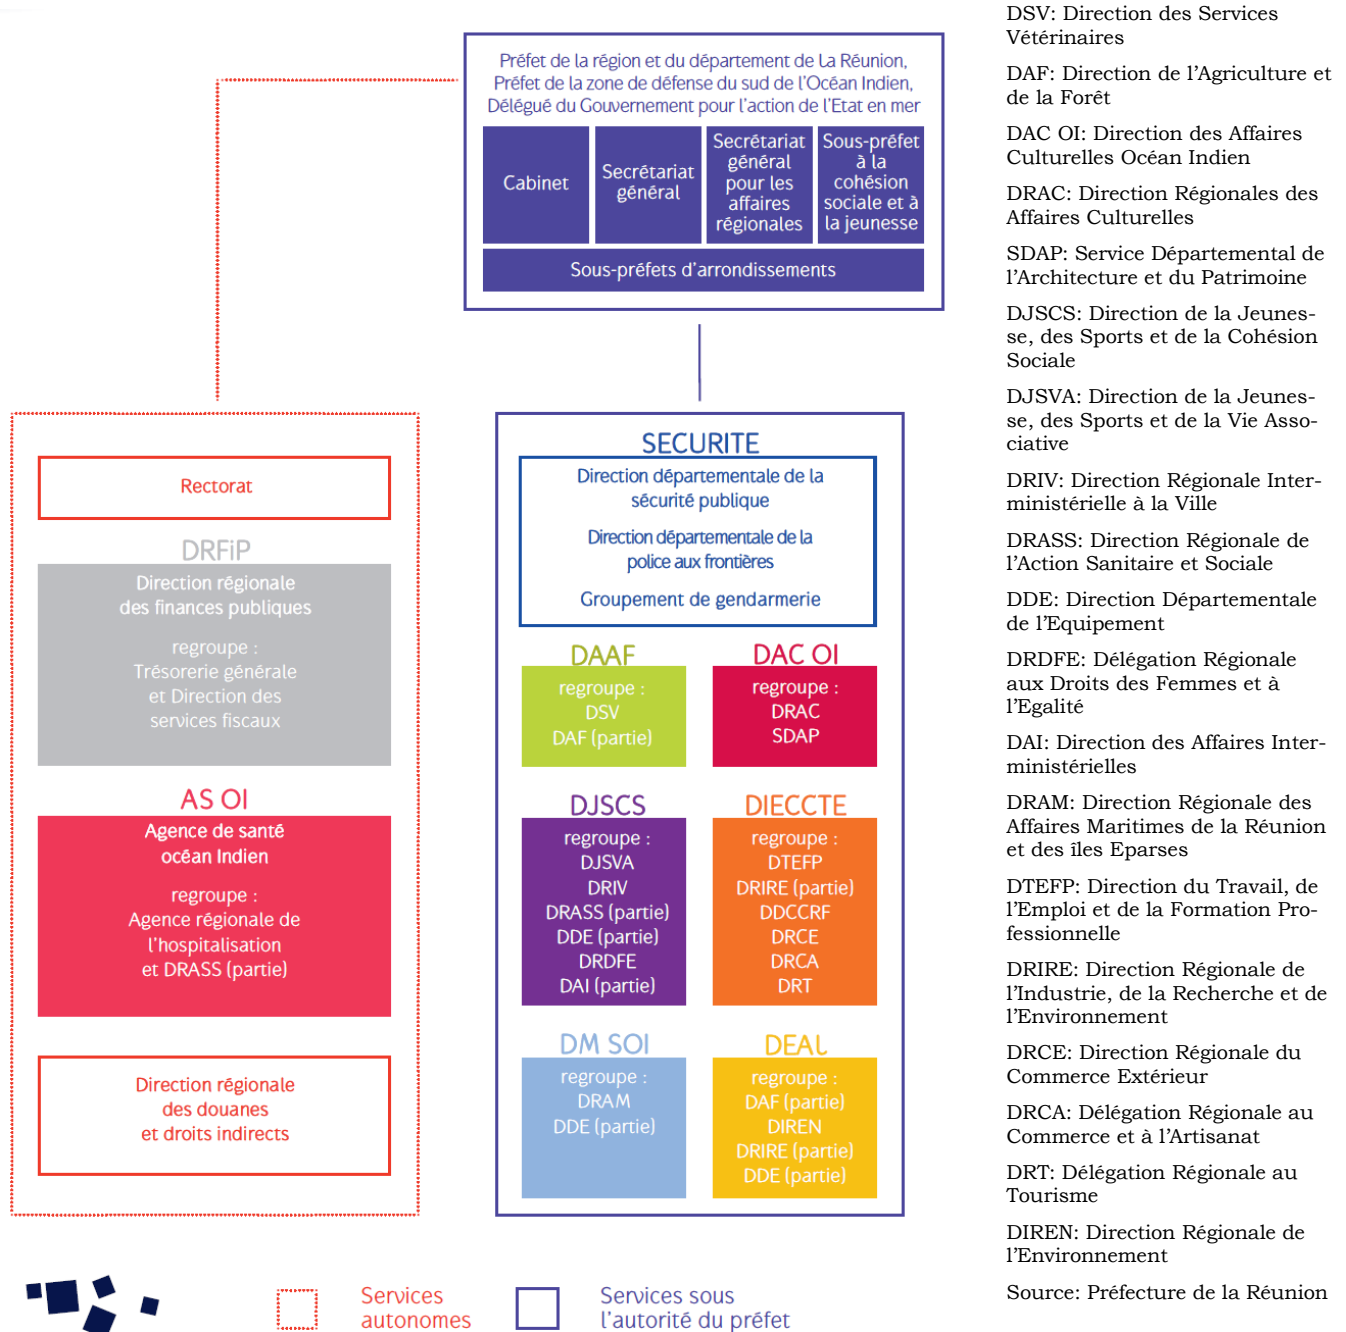 Préfet de la région et du département de La Réunion,
Préfet de la zone de défense du sud de l'Océan Indien,
Délégué du Gouvernement pour l'action de l'Etat en mer
Cabinet
Secrétariat
général
Secrétariat
général
pour les
affaires
régionales
Sous-préfet
à la
cohésion
sociale et à
la jeunesse
Sous-préfets d'arrondissements
Rectorat
DRFiP
Direction régionale
des finances publiques
regroupe :
Trésorerie générale
et Direction des
services fiscaux
AS OI
Agence de santé
océan Indien
regroupe :
Agence régionale de
l'hospitalisation
et DRASS (partie)
Direction régionale
des douanes
et droits indirects
SECURITE
Direction départementale de la
sécurité publique
Direction départementale de la
police aux frontières
Groupement de gendarmerie
DAAF
regroupe :
DSV
DAF (partie)
DAC OI
regroupe :
DRAC
SDAP
DJSCS
regroupe :
DJSVA
DRIV
DRASS (partie)
DDE (partie)
DRDFE
DAI (partie)
DIECCTE
regroupe :
DTEFP
DRIRE (partie)
DDCCRF
DRCE
DRCA
DRT
DM SOI
regroupe :
DRAM
DDE (partie)
DEAL
regroupe :
DAF (partie)
DIREN
DRIRE (partie)
DDE (partie)
Services
autonomes
Services sous
l'autorité du préfet
DSV: Direction des Services
Vétérinaires
DAF: Direction de l'Agriculture et
de la Forêt
DAC OI: Direction des Affaires
Culturelles Océan Indien
DRAC: Direction Régionales des
Affaires Culturelles
SDAP: Service Départemental de
l'Architecture et du Patrimoine
DJSCS: Direction de la Jeunes-
se, des Sports et de la Cohésion
Sociale
DJSVA: Direction de la Jeunes-
se, des Sports et de la Vie Asso-
ciative
DRIV: Direction Régionale Inter-
ministérielle à la Ville
DRASS: Direction Régionale de
l'Action Sanitaire et Sociale
DDE: Direction Départementale
de l'Equipement
DRDFE: Délégation Régionale
aux Droits des Femmes et à
l'Egalité
DAI: Direction des Affaires Inter-
ministérielles
DRAM: Direction Régionale des
Affaires Maritimes de la Réunion
et des îles Eparses
DTEFP: Direction du Travail, de
l'Emploi et de la Formation Pro-
fessionnelle
DRIRE: Direction Régionale de
l'Industrie, de la Recherche et de
l'Environnement
DRCE: Direction Régionale du
Commerce Extérieur
DRCA: Délégation Régionale au
Commerce et à l'Artisanat
DRT: Délégation Régionale au
Tourisme
DIREN: Direction Régionale de
l'Environnement
Source: Préfecture de la Réunion